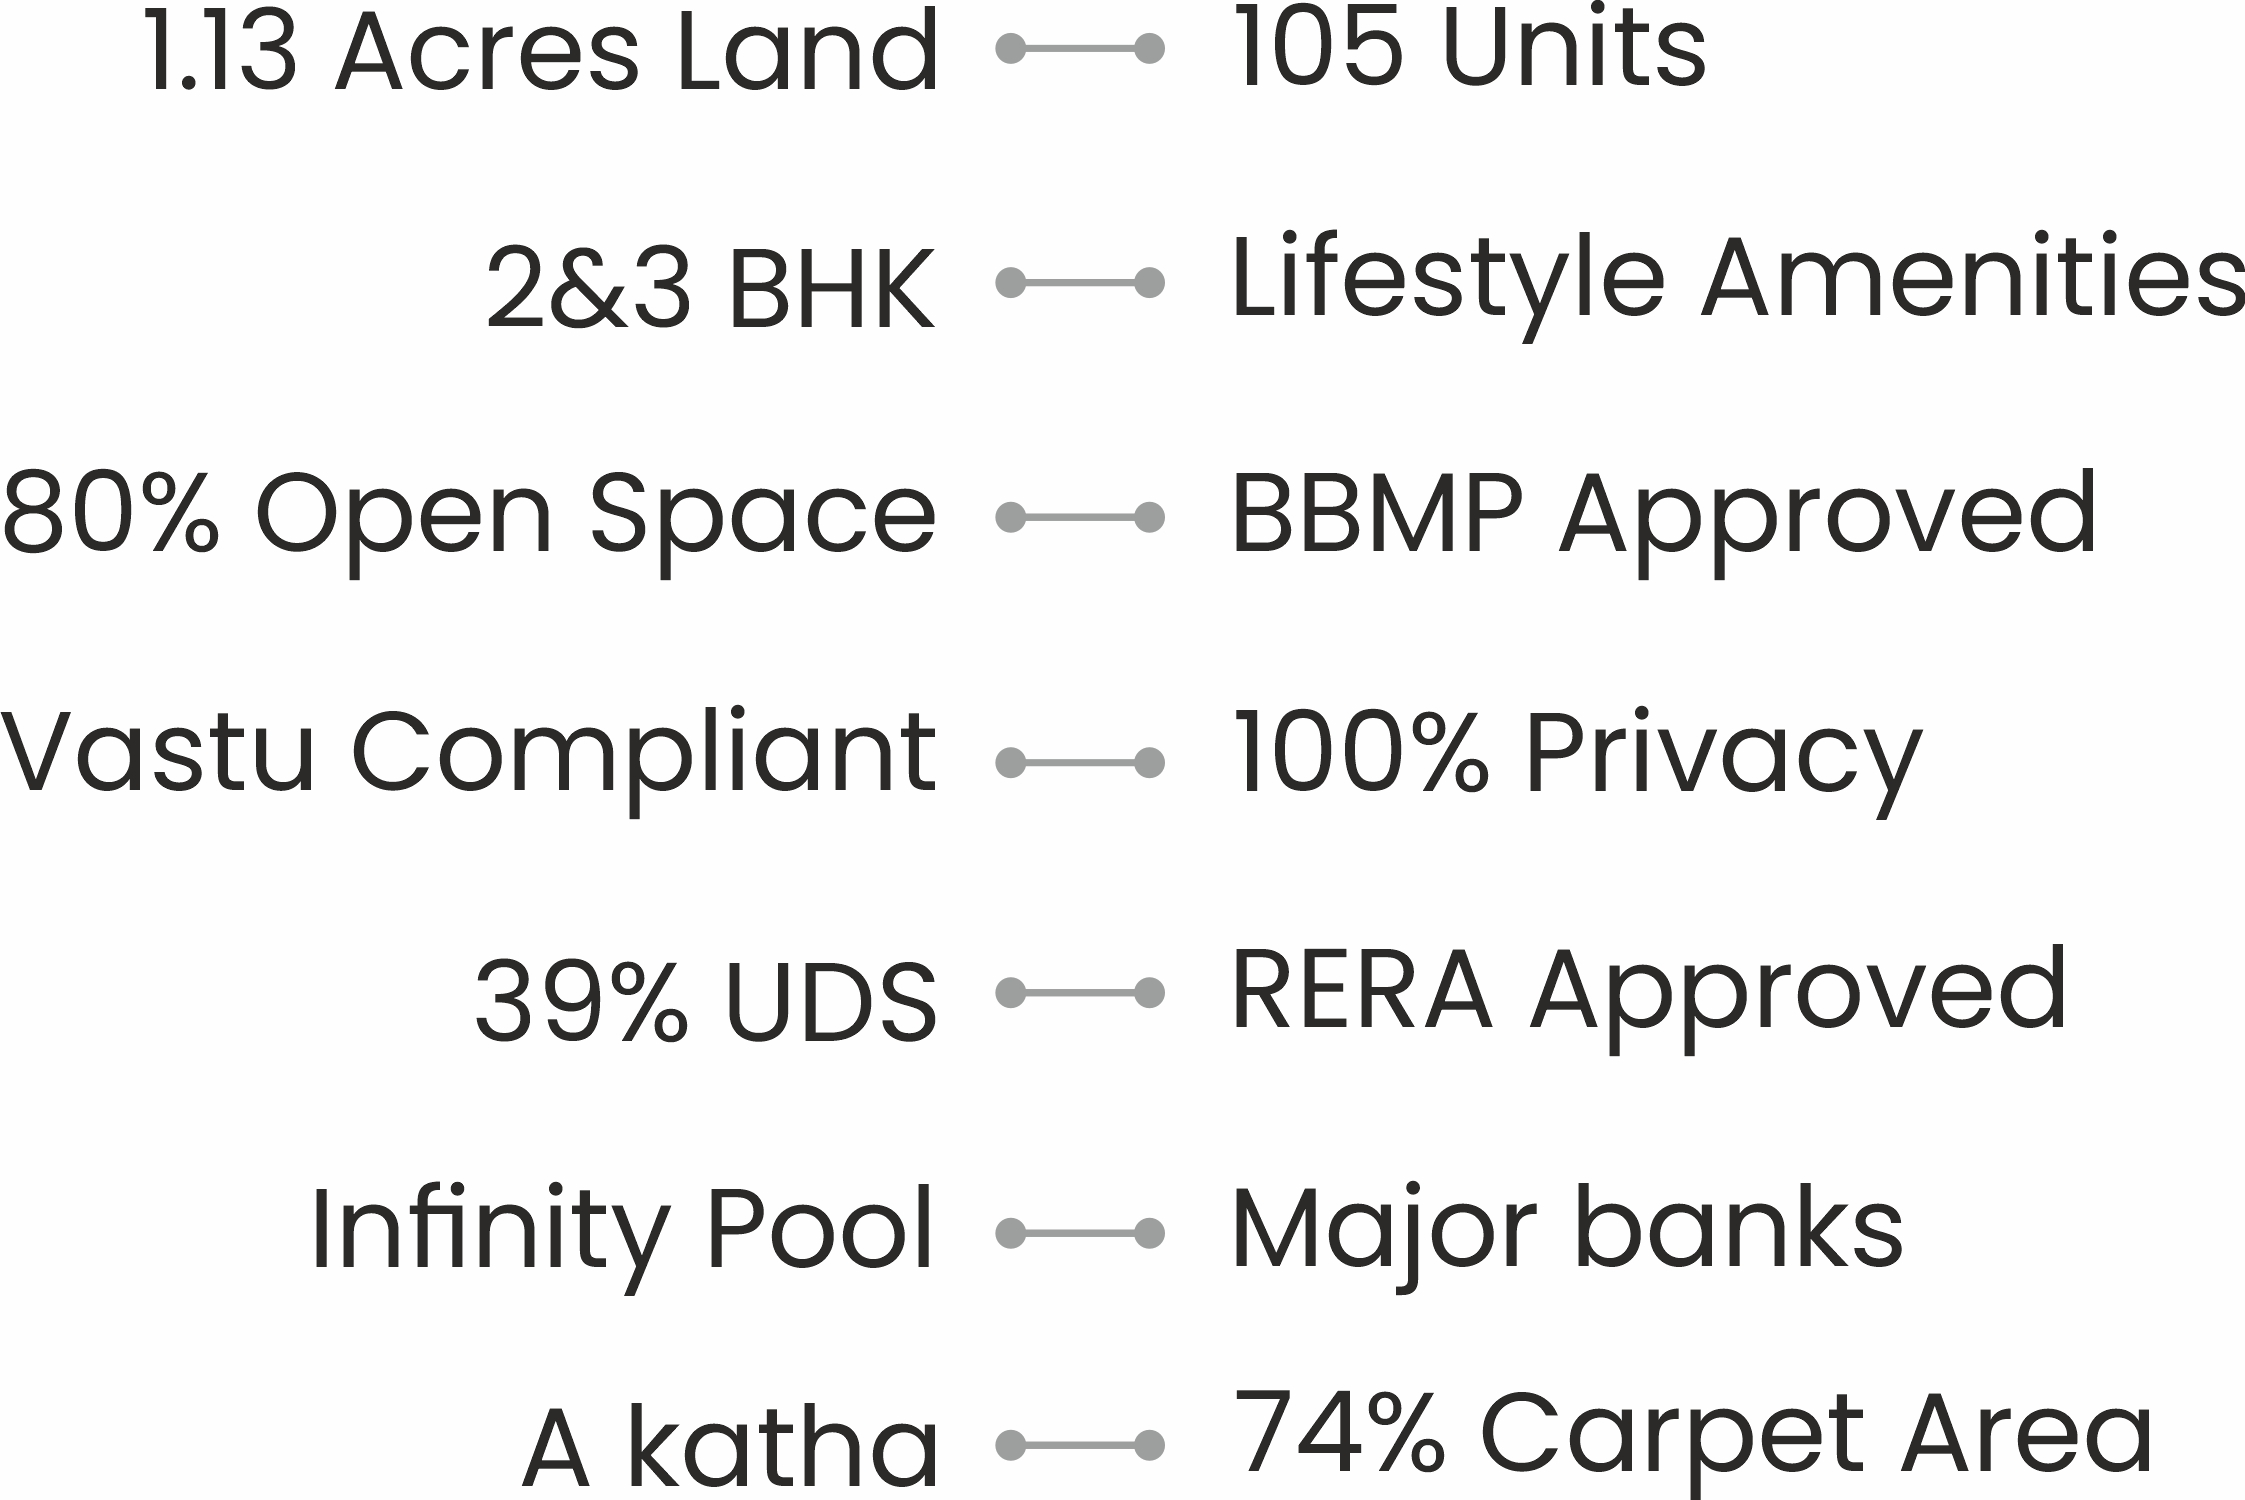 1.13 Acres Land 105 Units
2&3 BHK Lifestyle Amenities
80% Open Space BBMP Approved
Vastu Compliant 100% Privacy
39% UDS RERA Approved
Infinity Pool Major banks
A katha 74% Carpet Area